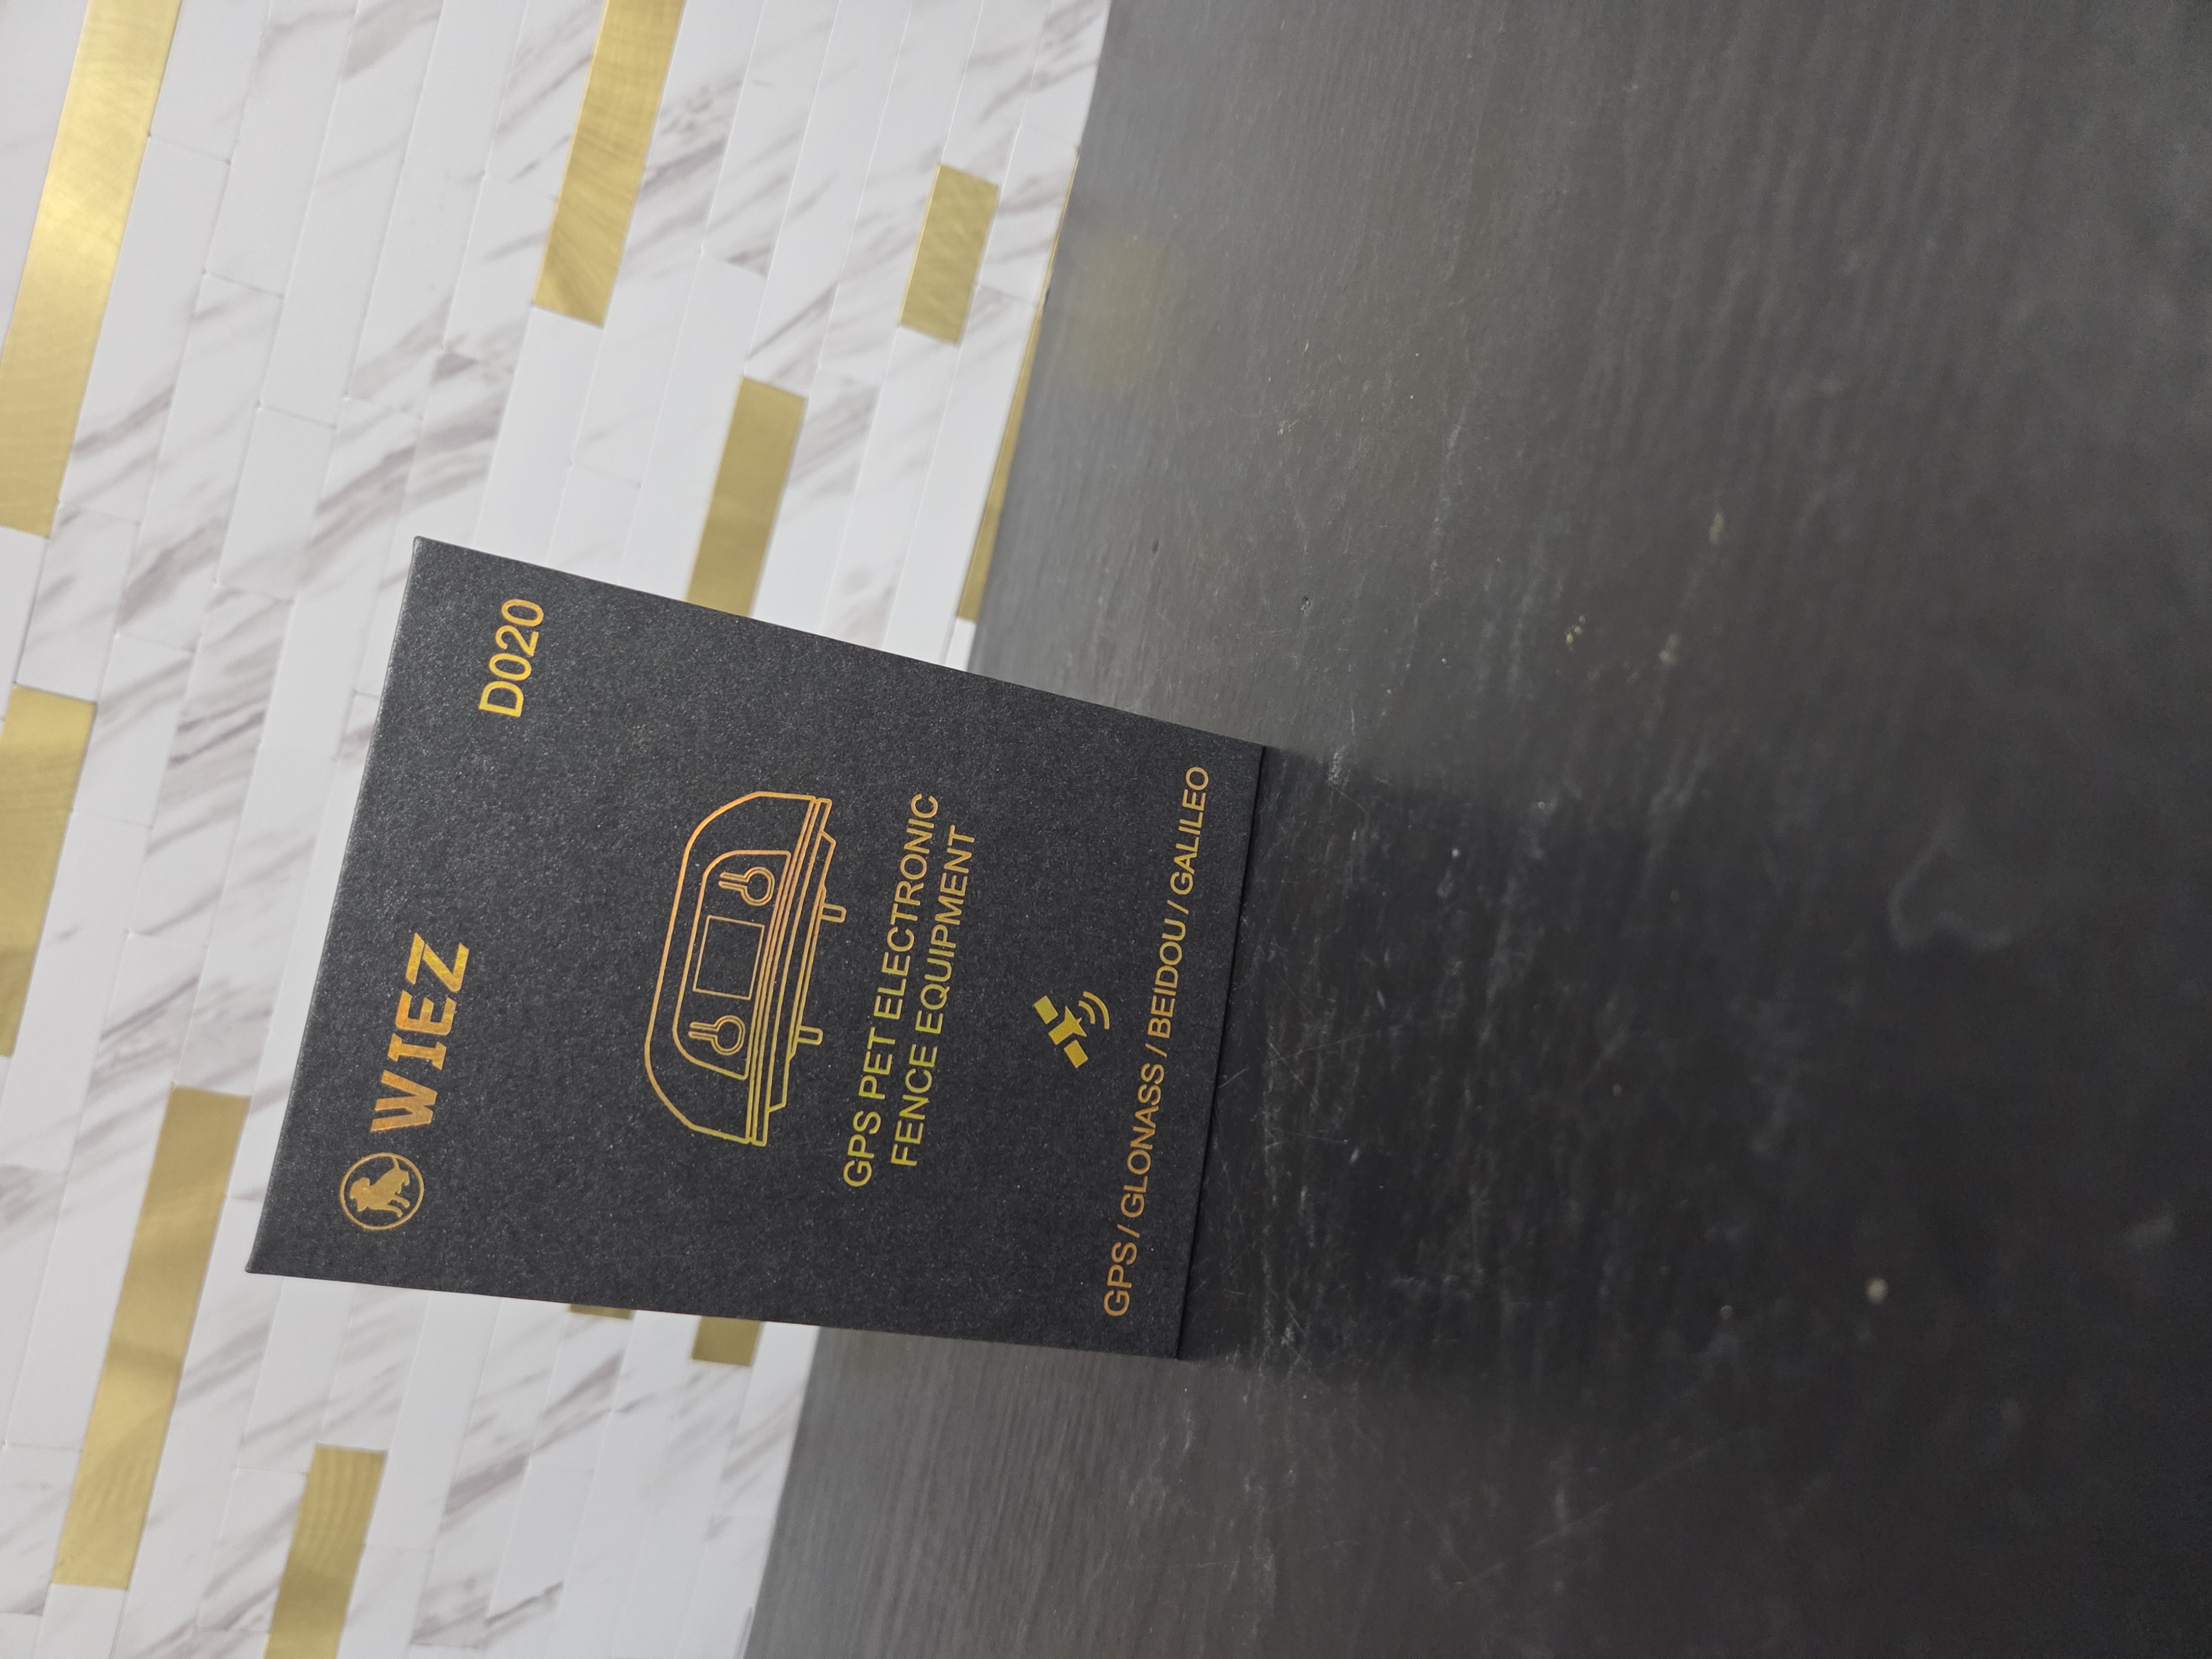 WIEZ
D020
GPS PET ELECTRONIC
FENCE EQUIPMENT
GPS / GLONASS / BEIDOU / GALILEO